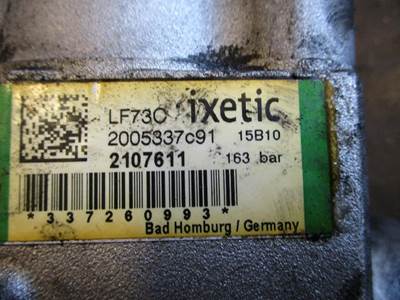 LF73C ixetic
2005337c91 15B10
2107611 163 bar
*337260993*
Bad Homburg / Germany